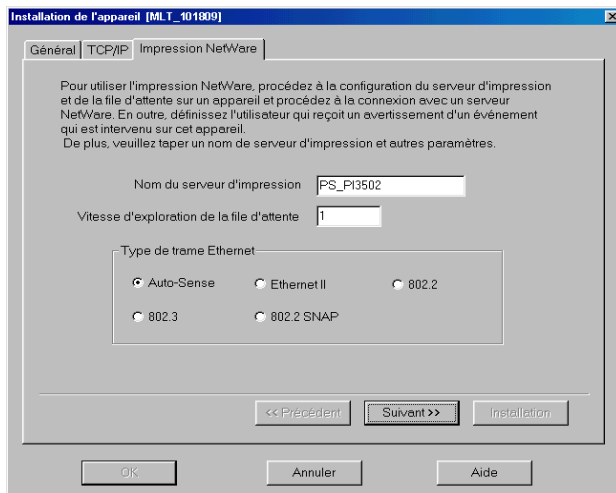 Installation de l'appareil [MLT_101809]
Général
TCP/IP
Impression NetWare
Pour utiliser l'impression NetWare, procédez à la configuration du serveur d'impression
et de la file d'attente sur un appareil et procédez à la connexion avec un serveur
NetWare. En outre, définissez l'utilisateur qui reçoit un avertissement d'un événement
qui est intervenu sur cet appareil.
De plus, veuillez taper un nom de serveur d'impression et autres paramètres.
Nom du serveur d'impression PS_PI3502
Vitesse d'exploration de la file d'attente 1
Type de trame Ethernet
Auto-Sense Ethernet II 802.2
802.3 802.2 SNAP
<< Précédent Suivant >> Installation
OK Annuler Aide